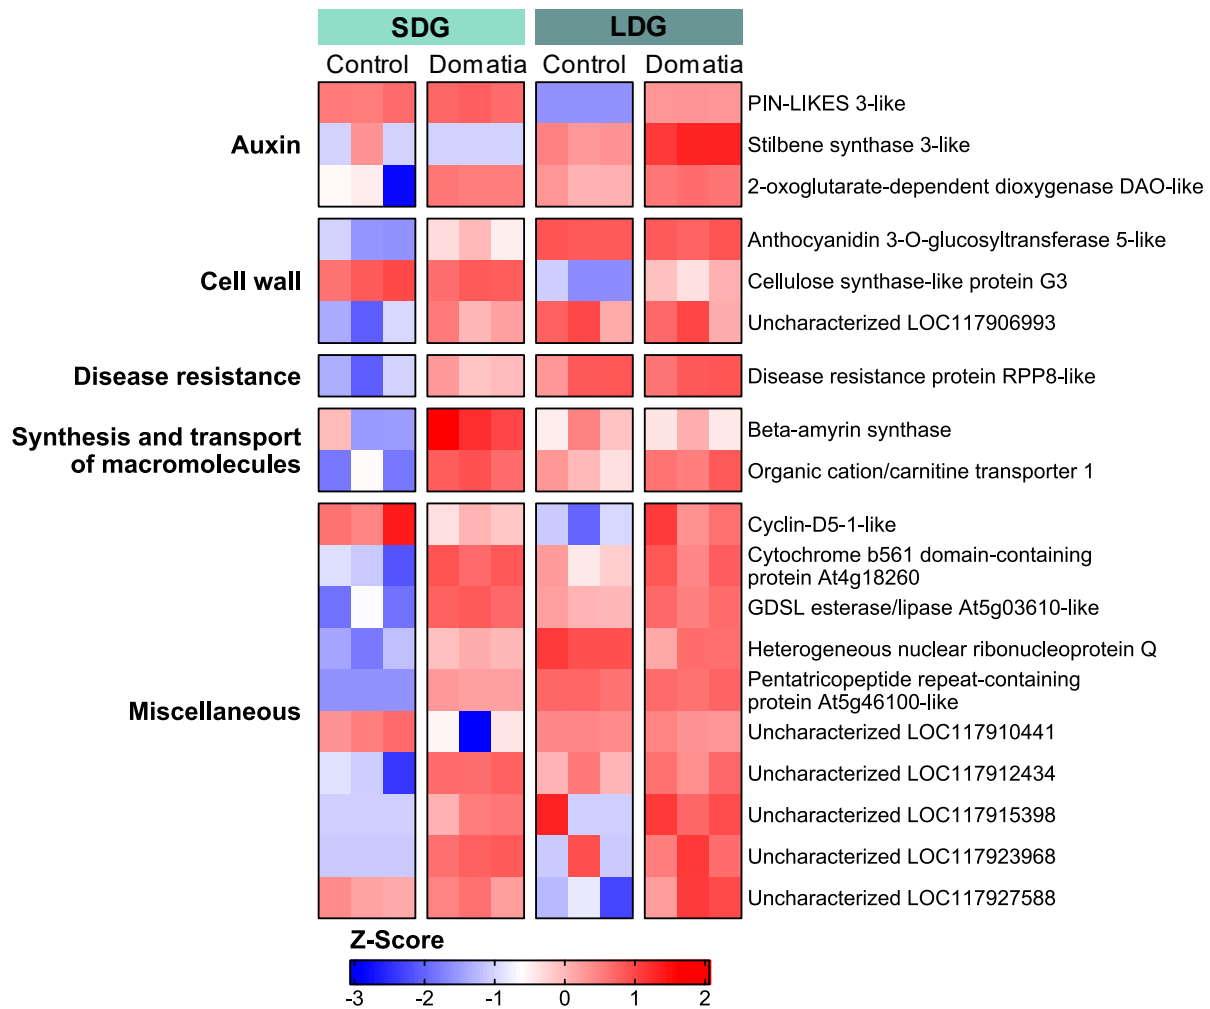 SDG
LDG
Control
Domatia
Control
Domatia
Auxin
PIN-LIKES 3-like
Stilbene synthase 3-like
2-oxoglutarate-dependent dioxygenase DAO-like
Cell wall
Anthocyanidin 3-O-glucosyltransferase 5-like
Cellulose synthase-like protein G3
Uncharacterized LOC117906993
Disease resistance
Disease resistance protein RPP8-like
Synthesis and transport
of macromolecules
Beta-amyrin synthase
Organic cation/carnitine transporter 1
Miscellaneous
Cyclin-D5-1-like
Cytochrome b561 domain-containing
protein At4g18260
GDSL esterase/lipase At5g03610-like
Heterogeneous nuclear ribonucleoprotein Q
Pentatricopeptide repeat-containing
protein At5g46100-like
Uncharacterized LOC117910441
Uncharacterized LOC117912434
Uncharacterized LOC117915398
Uncharacterized LOC117923968
Uncharacterized LOC117927588
Z-Score
-3
-2
-1
0
1
2